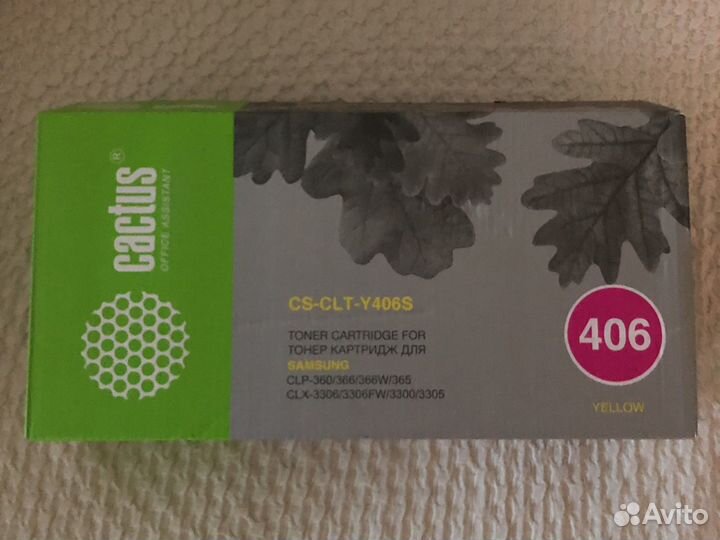 cactus®
OFFICE ASSISTANT
CS-CLT-Y406S
TONER CARTRIDGE FOR
ТОНЕР КАРТРИДЖ ДЛЯ
SAMSUNG
CLP-360/366/366W/365
CLX-3306/3306FW/3300/3305
406
YELLOW
Avito